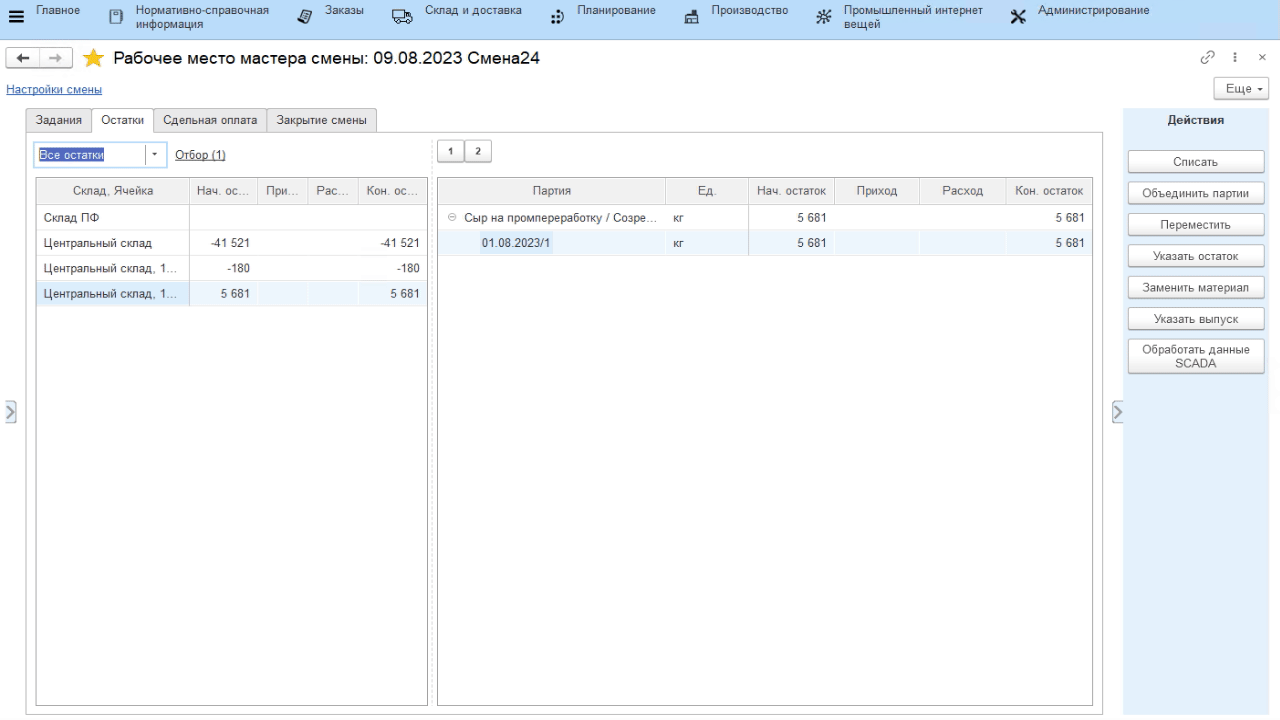 Главное
Нормативно-справочная
информация
Заказы
Склад и доставка
Планирование
Производство
Промышленный интернет
вещей
Администрирование
Рабочее место мастера смены: 09.08.2023 Смена24
Настройки смены
Еще
Задания
Остатки
Сдельная оплата
Закрытие смены
Все остатки
Отбор (1)
1
2
Склад, Ячейка Нач. ос... При... Рас... Кон. ос...
Склад ПФ
Центральный склад -41 521 -41 521
Центральный склад, 1... -180 -180
Центральный склад, 1... 5 681 5 681
Партия Ед. Нач. остаток Приход Расход Кон. остаток
Сыр на промпереработку / Созре... кг 5 681 5 681
01.08.2023/1 кг 5 681 5 681
Действия
Списать
Объединить партии
Переместить
Указать остаток
Заменить материал
Указать выпуск
Обработать данные
SCADA